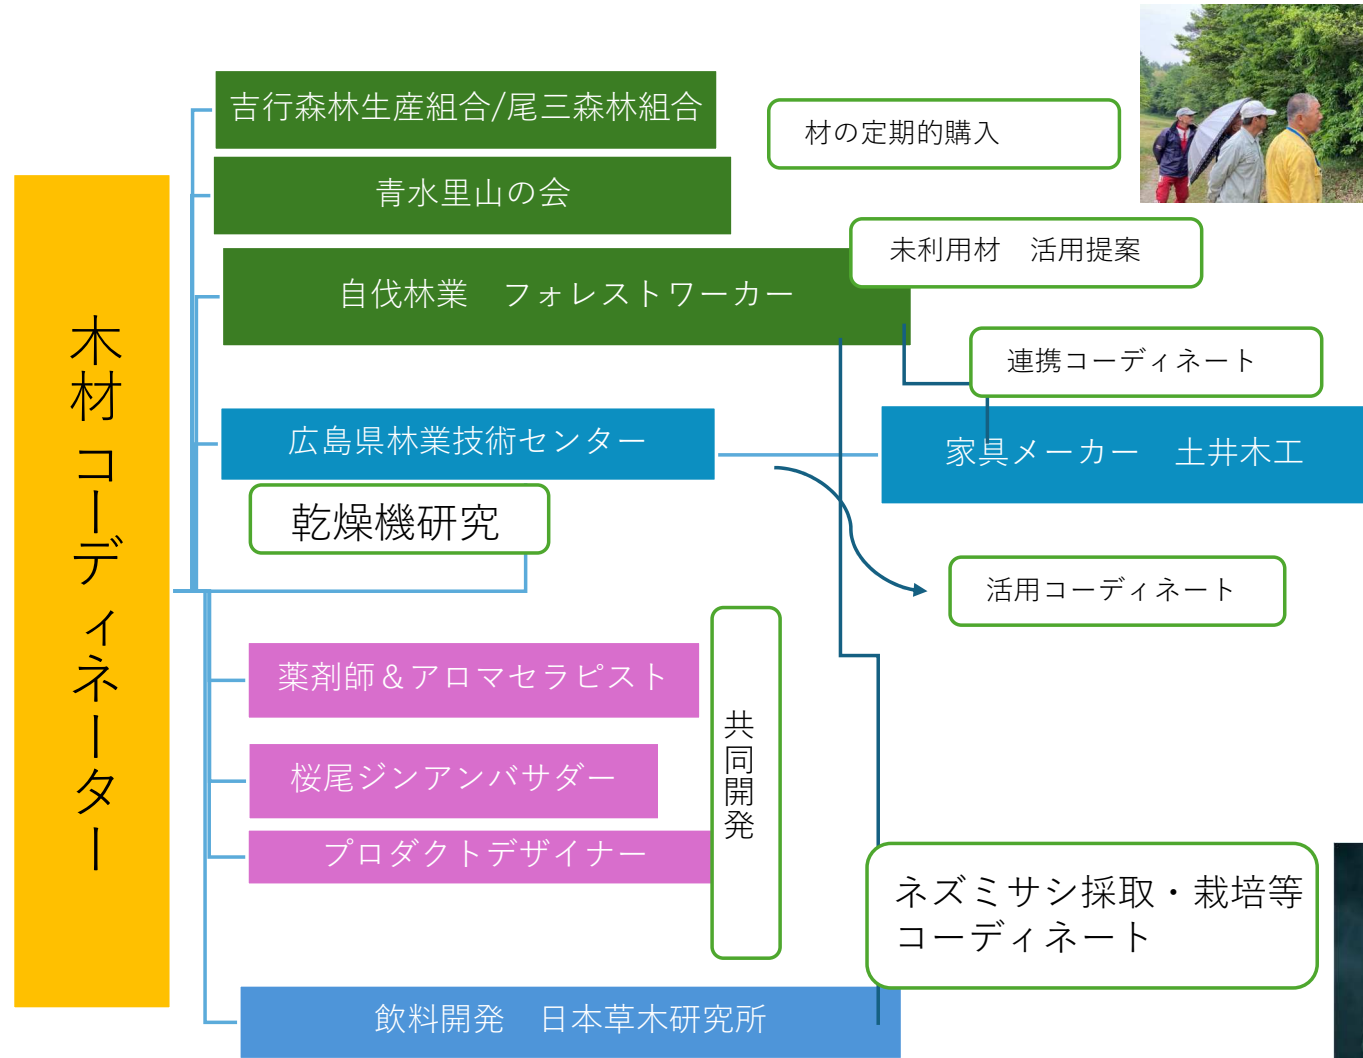 吉行森林生産組合/尾三森林組合
材の定期的購入
青水里山の会
未利用材　活用提案
自伐林業　フォレストワーカー
木材コーディネーター
連携コーディネート
広島県林業技術センター
家具メーカー　土井木工
乾燥機研究
活用コーディネート
薬剤師＆アロマセラピスト
共同開発
桜尾ジンアンバサダー
プロダクトデザイナー
ネズミサシ採取・栽培等
コーディネート
飲料開発　日本草木研究所